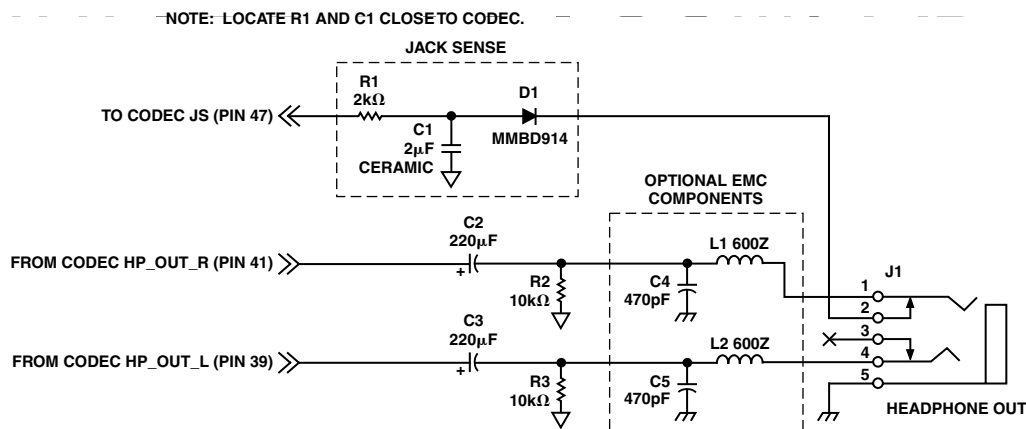 NOTE: LOCATE R1 AND C1 CLOSETO CODEC.
JACK SENSE
R1
2kΩ
D1
TO CODEC JS (PIN 47)
C1
2μF
CERAMIC
MMBD914
OPTIONAL EMC
COMPONENTS
C2
220μF
L1 600Z
FROM CODEC HP_OUT_R (PIN 41)
+
R2
10kΩ
C4
470pF
J1
1
2
C3
220μF
3
L2 600Z
4
FROM CODEC HP_OUT_L (PIN 39)
+
R3
10kΩ
C5
470pF
5
HEADPHONE OUT